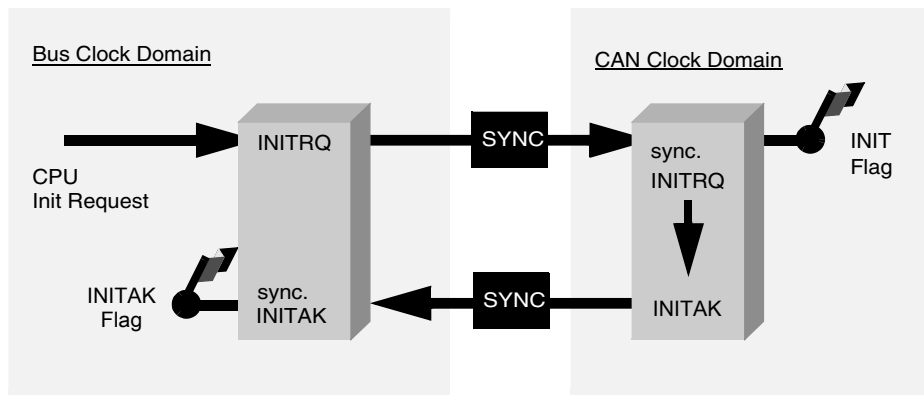 Bus Clock Domain
CAN Clock Domain
INITRQ
SYNC
sync.
INITRQ
INIT
Flag
CPU
Init Request
INITAK
Flag
sync.
INITAK
SYNC
INITAK